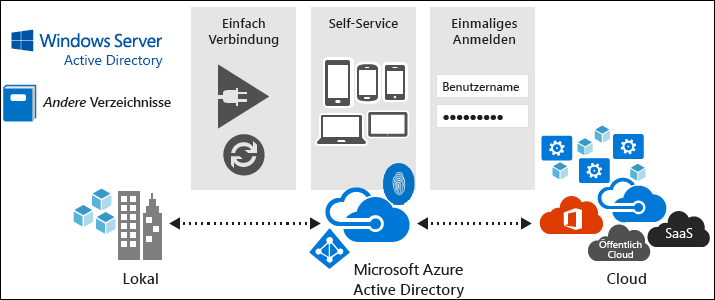 Windows Server
Active Directory
Andere Verzeichnisse
Einfach
Verbindung
Self-Service
Einmaliges
Anmelden
Benutzername
Lokal
Microsoft Azure
Active Directory
Öffentlich
Cloud
SaaS
Cloud